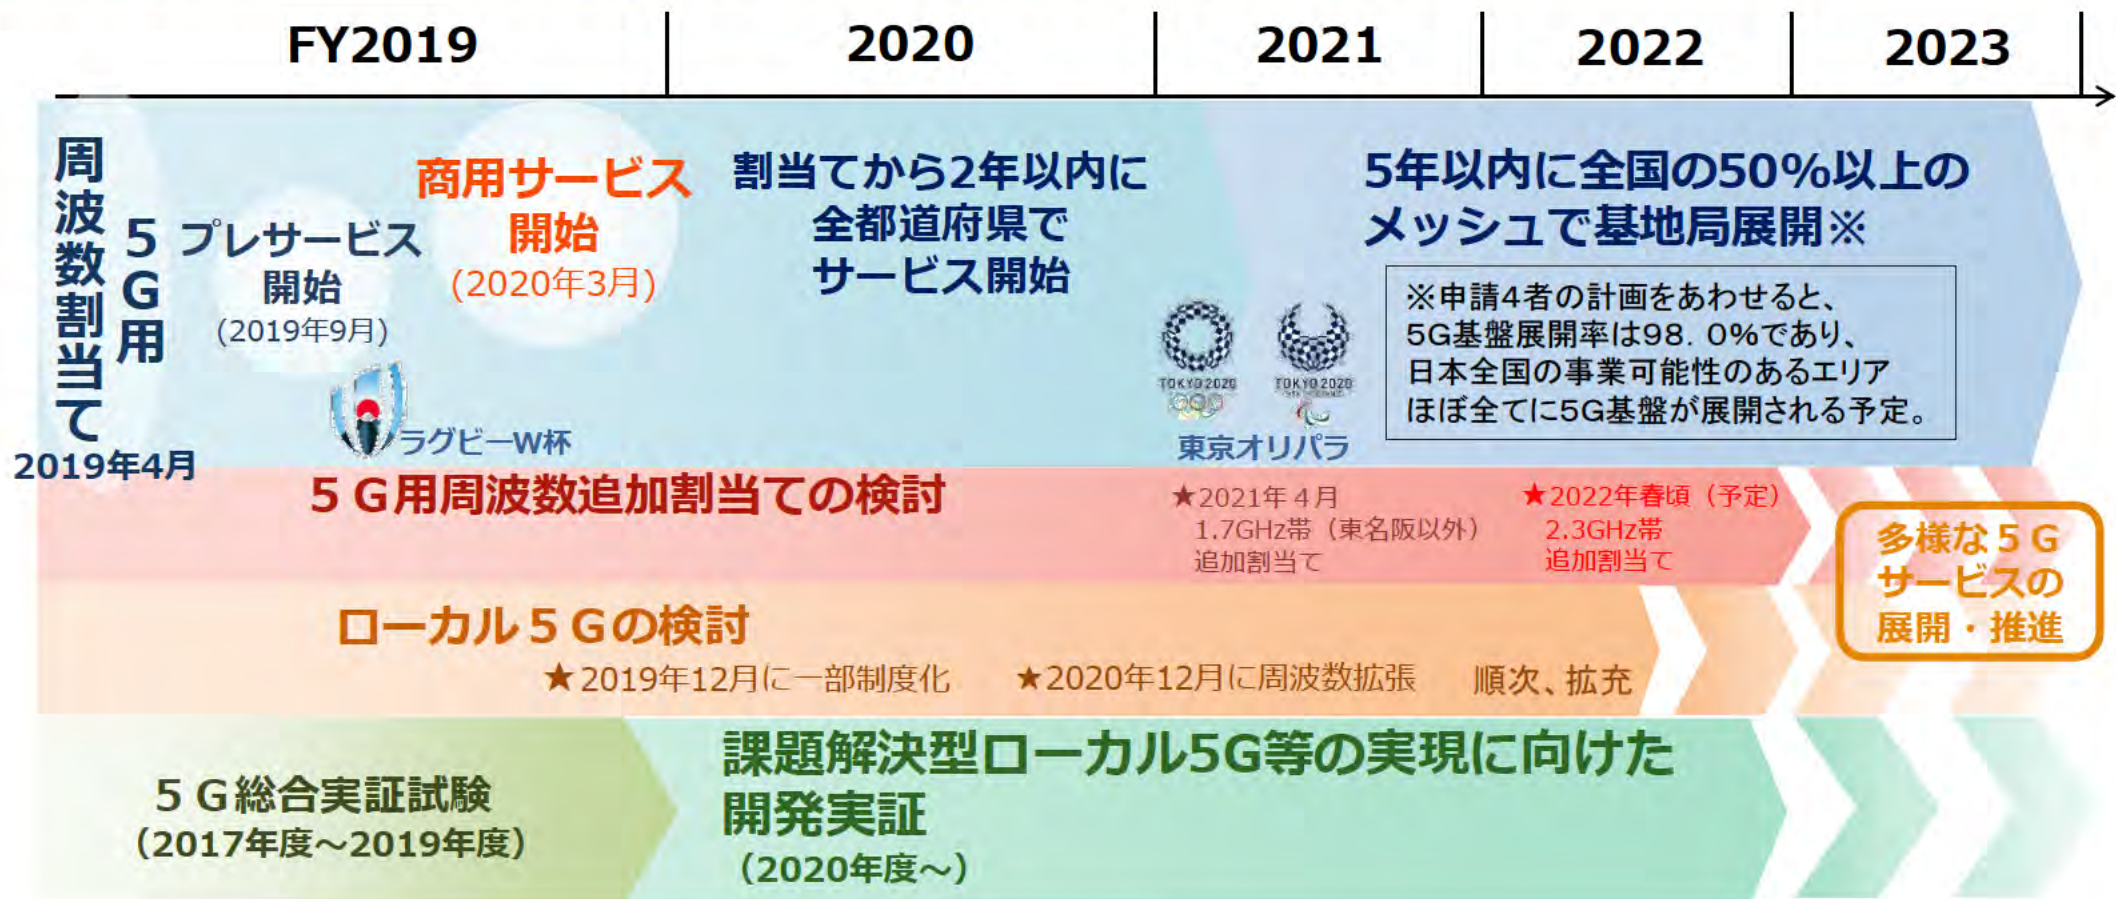 FY2019
2020
2021
2022
2023
周波数割当て
5G用
2019年4月
プレサービス
開始
(2019年9月)
商用サービス
開始
(2020年3月)
割当てから2年以内に
全都道府県で
サービス開始
5年以内に全国の50%以上の
メッシュで基地局展開※
※申請4者の計画をあわせると、
5G基盤展開率は98．0%であり、
日本全国の事業可能性のあるエリア
ほぼ全てに5G基盤が展開される予定。
ラグビーW杯
TOKYO 2020
TOKYO 2020
東京オリパラ
５Ｇ用周波数追加割当ての検討
★2021年４月
1.7GHz帯（東名阪以外）
追加割当て
★2022年春頃（予定）
2.3GHz帯
追加割当て
多様な５Ｇ
サービスの
展開・推進
ローカル５Ｇの検討
★2019年12月に一部制度化
★2020年12月に周波数拡張
順次、拡充
５Ｇ総合実証試験
（2017年度～2019年度）
課題解決型ローカル5G等の実現に向けた
開発実証
（2020年度～）